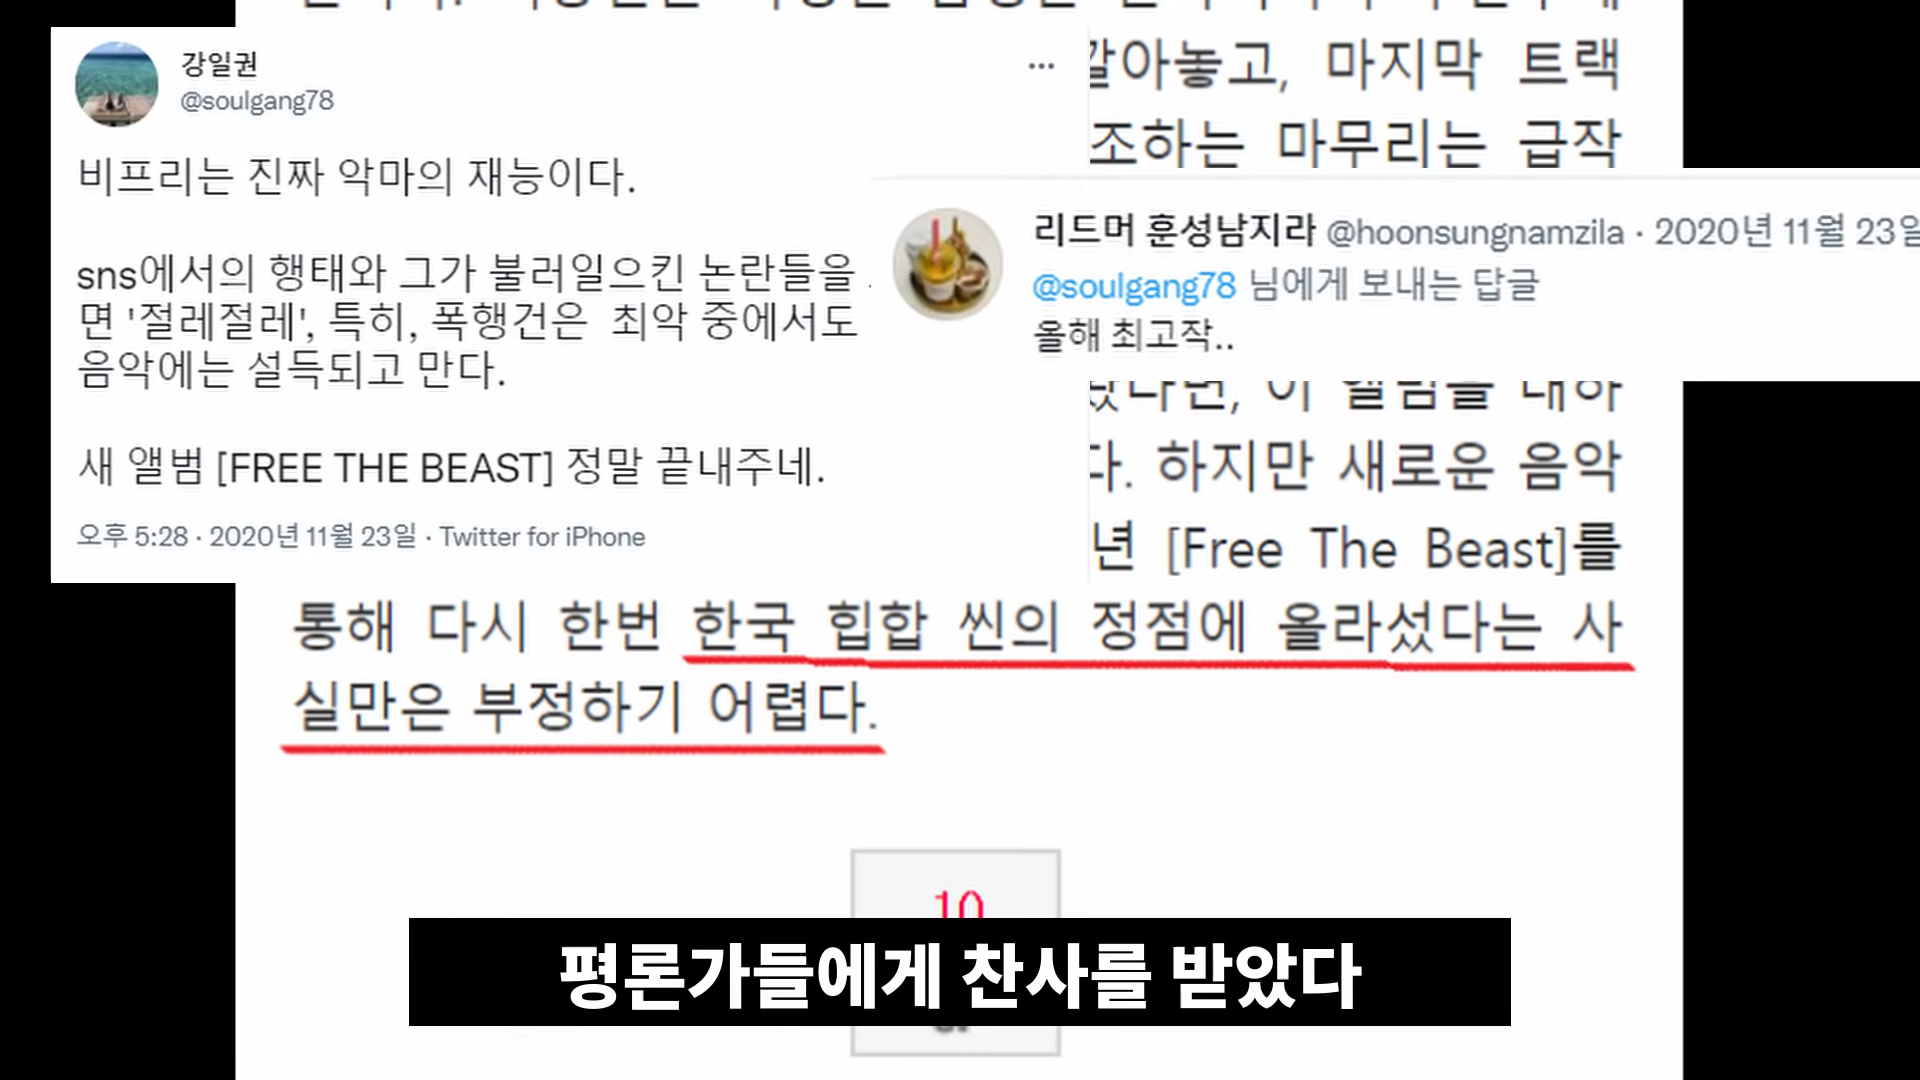 강일권
@soulgang78
비프리는 진짜 악마의 재능이다.
sns에서의 행태와 그가 불러일으킨 논란들을
면 '절레절레', 특히, 폭행건은 최악 중에서도
음악에는 설득되고 만다.
새 앨범 [FREE THE BEAST] 정말 끝내주네.
오후 5:28 · 2020년 11월 23일 · Twitter for iPhone
깔아놓고, 마지막 트랙
조하는 마무리는 급작
리드머 훈성남지라 @hoonsungnamzila · 2020년 11월 23일
@soulgang78 님에게 보내는 답글
올해 최고작..
이 앨범을 대하
다. 하지만 새로운 음악
년 [Free The Beast]를
통해 다시 한번 한국 힙합 씬의 정점에 올라섰다는 사
실만은 부정하기 어렵다.
10
평론가들에게 찬사를 받았다